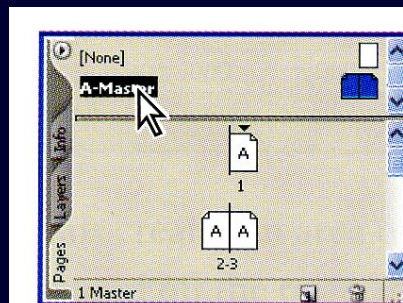 [None]
A-Master
A
1
A A
2-3
Info
Layers
Pages
1 Master